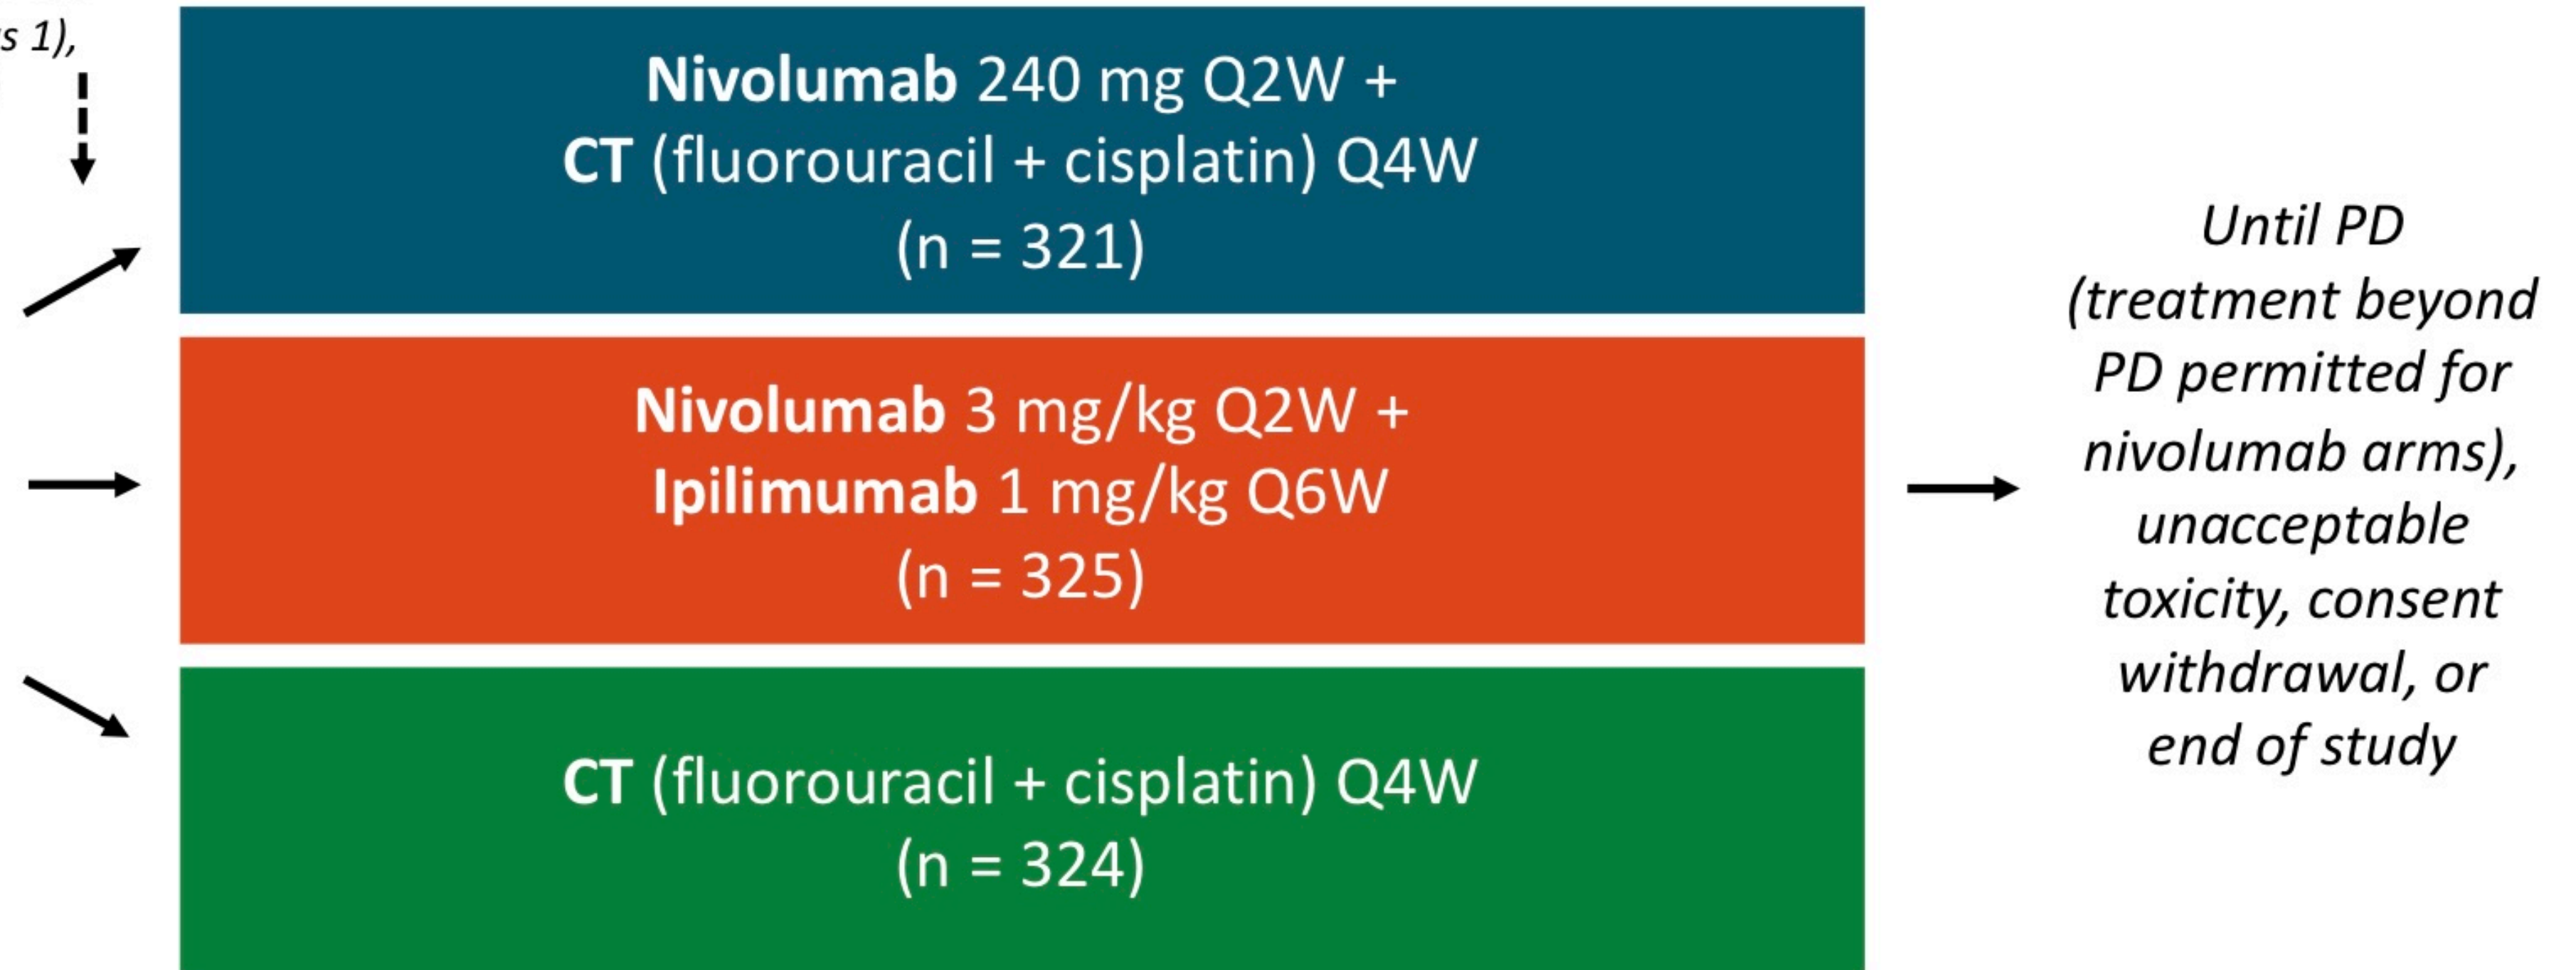 s 1),
Nivolumab 240 mg Q2W +
CT (fluorouracil + cisplatin) Q4W
(n = 321)
Nivolumab 3 mg/kg Q2W +
Ipilimumab 1 mg/kg Q6W
(n = 325)
CT (fluorouracil + cisplatin) Q4W
(n = 324)
Until PD
(treatment beyond
PD permitted for
nivolumab arms),
unacceptable
toxicity, consent
withdrawal, or
end of study